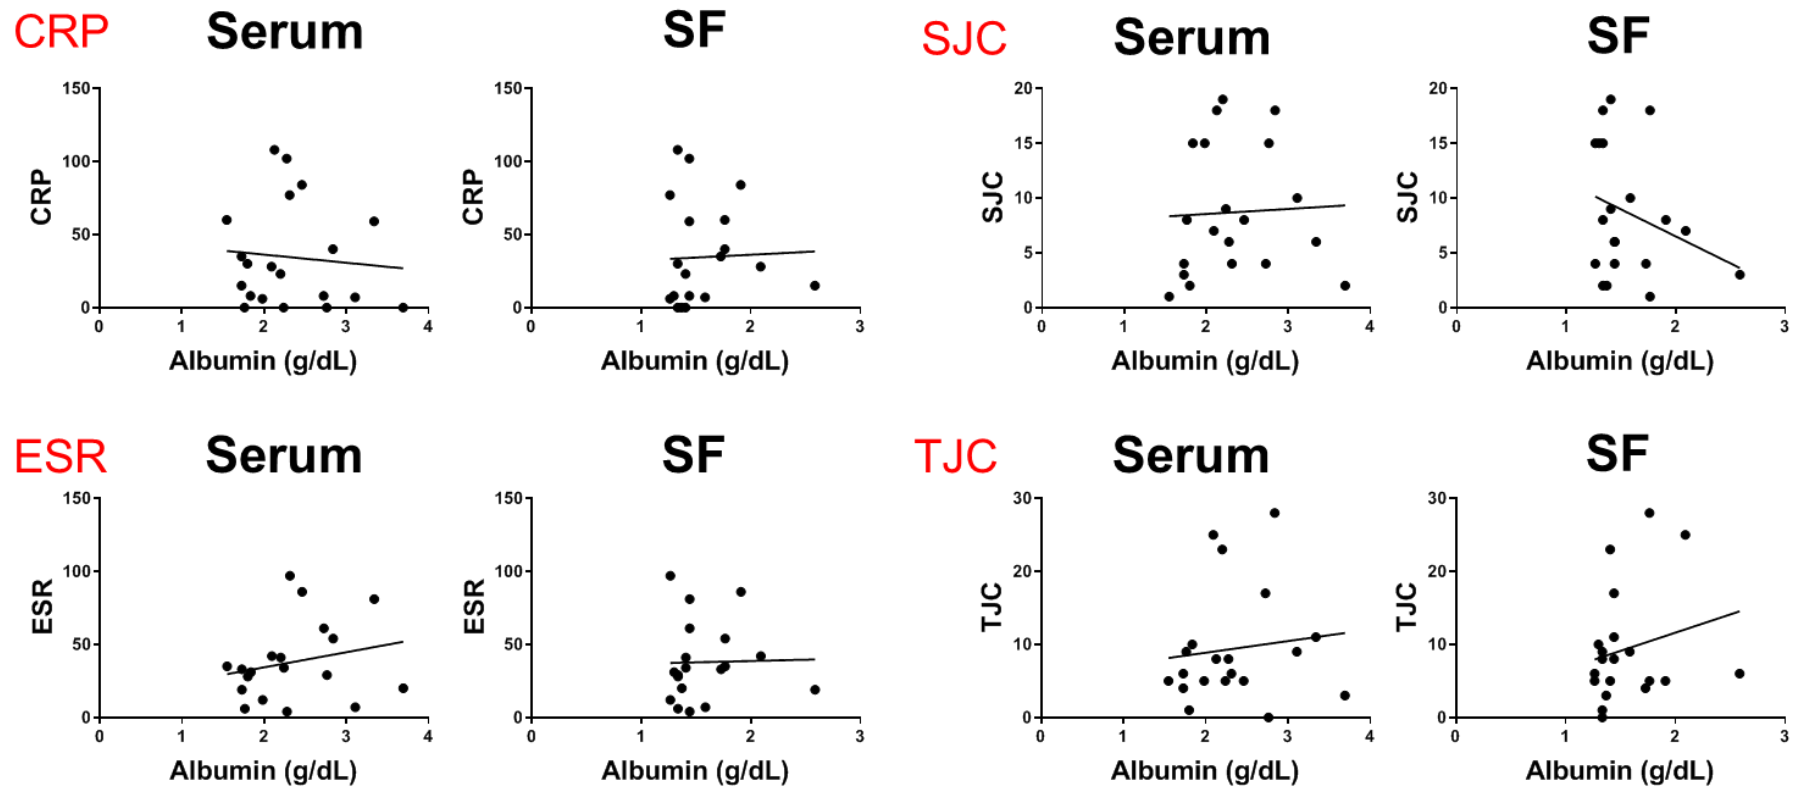 CRP Serum SF SJC Serum SF
150 150 20 20
100 100 15 15
CRP CRP SJC 10 SJC 10
50 50 5 5
0 0 0 0
0 1 2 3 4 0 1 2 3 0 1 2 3 4 0 1 2 3
Albumin (g/dL) Albumin (g/dL) Albumin (g/dL) Albumin (g/dL)
ESR Serum SF TJC Serum SF
150 150 30 30
100 100 20 20
ESR ESR TJC TJC
50 50 10 10
0 0 0 0
0 1 2 3 4 0 1 2 3 0 1 2 3 4 0 1 2 3
Albumin (g/dL) Albumin (g/dL) Albumin (g/dL) Albumin (g/dL)